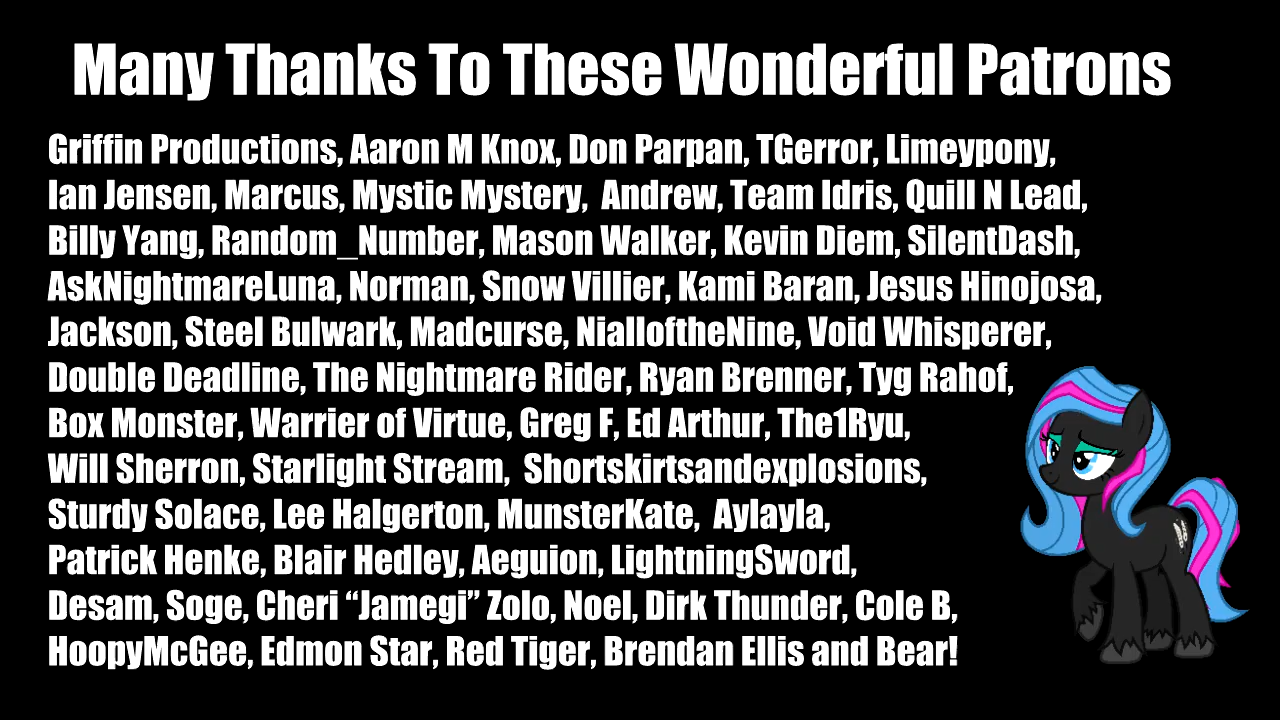 Many Thanks To These Wonderful Patrons
Griffin Productions, Aaron M Knox, Don Parpan, TGerror, Limeypony,
Ian Jensen, Marcus, Mystic Mystery,  Andrew, Team Idris, Quill N Lead,
Billy Yang, Random_Number, Mason Walker, Kevin Diem, SilentDash,
AskNightmareLuna, Norman, Snow Villier, Kami Baran, Jesus Hinojosa,
Jackson, Steel Bulwark, Madcurse, NialloftheNine, Void Whisperer,
Double Deadline, The Nightmare Rider, Ryan Brenner, Tyg Rahof,
Box Monster, Warrier of Virtue, Greg F, Ed Arthur, The1Ryu,
Will Sherron, Starlight Stream,  Shortskirtsandexplosions,
Sturdy Solace, Lee Halgerton, MunsterKate,  Aylayla,
Patrick Henke, Blair Hedley, Aeguion, LightningSword,
Desam, Soge, Cheri “Jamegi” Zolo, Noel, Dirk Thunder, Cole B,
HoopyMcGee, Edmon Star, Red Tiger, Brendan Ellis and Bear!